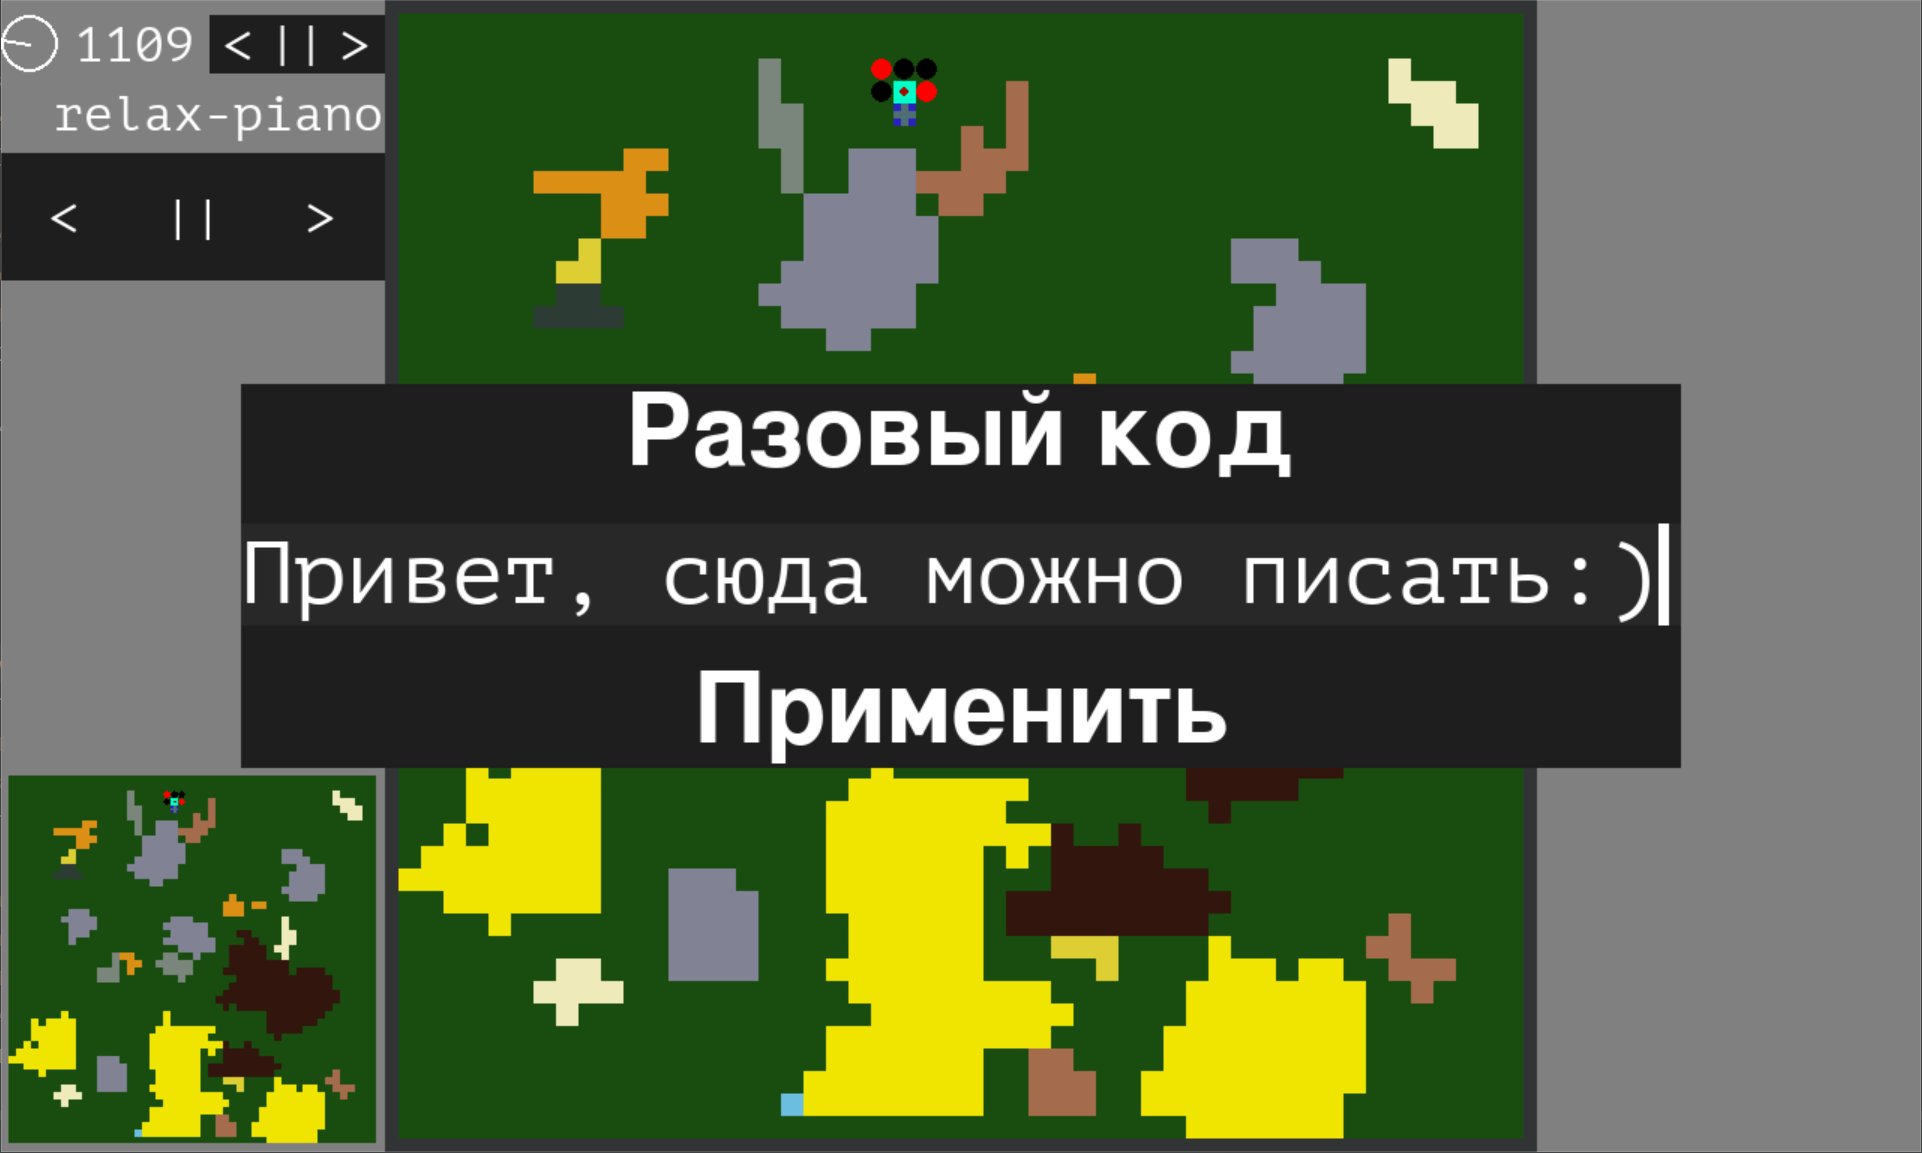 1109 < || >
relax-piano
< || >
Разовый код
Привет, сюда можно писать:)
Применить